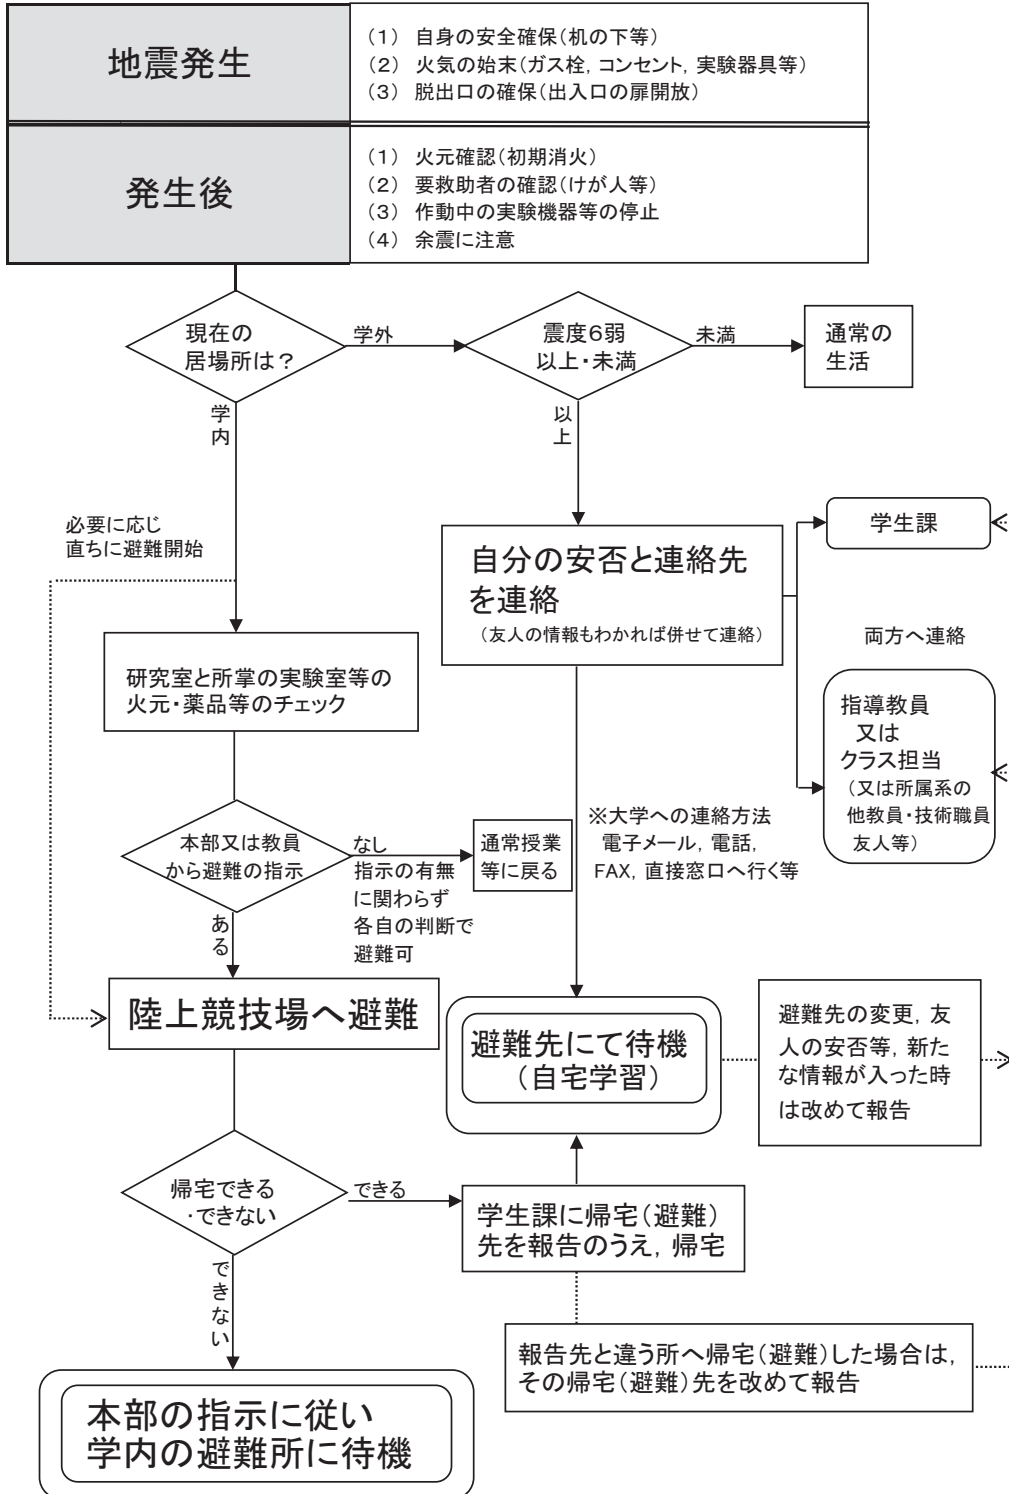 地震発生
(1) 自身の安全確保(机の下等)
(2) 火気の始末(ガス栓, コンセント, 実験器具等)
(3) 脱出口の確保(出入口の扉開放)
発生後
(1) 火元確認(初期消火)
(2) 要救助者の確認(けが人等)
(3) 作動中の実験機器等の停止
(4) 余震に注意
現在の
居場所は?
学外
震度6弱
以上・未満
未満
通常の
生活
学内
以上
必要に応じ
直ちに避難開始
自分の安否と連絡先
を連絡
(友人の情報もわかれば併せて連絡)
学生課
両方へ連絡
指導教員
又は
クラス担当
(又は所属系の
他教員・技術職員
友人等)
研究室と所掌の実験室等の
火元・薬品等のチェック
本部又は教員
から避難の指示
なし
指示の有無
に関わらず
各自の判断で
避難可
通常授業
等に戻る
※大学への連絡方法
電子メール, 電話,
FAX, 直接窓口へ行く等
ある
陸上競技場へ避難
避難先にて待機
(自宅学習)
避難先の変更, 友
人の安否等, 新た
な情報が入った時
は改めて報告
帰宅できる
・できない
できる
学生課に帰宅(避難)
先を報告のうえ, 帰宅
できない
報告先と違う所へ帰宅(避難)した場合は,
その帰宅(避難)先を改めて報告
本部の指示に従い
学内の避難所に待機